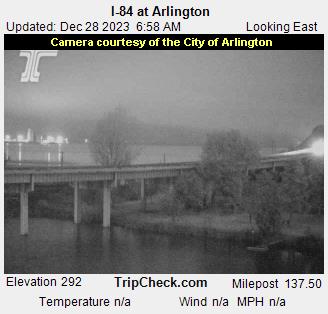 I-84 at Arlington
Updated: Dec 28 2023 6:58 AM Looking East
Camera courtesy of the City of Arlington
Elevation 292 TripCheck.com Milepost 137.50
Temperature n/a Wind n/a MPH n/a